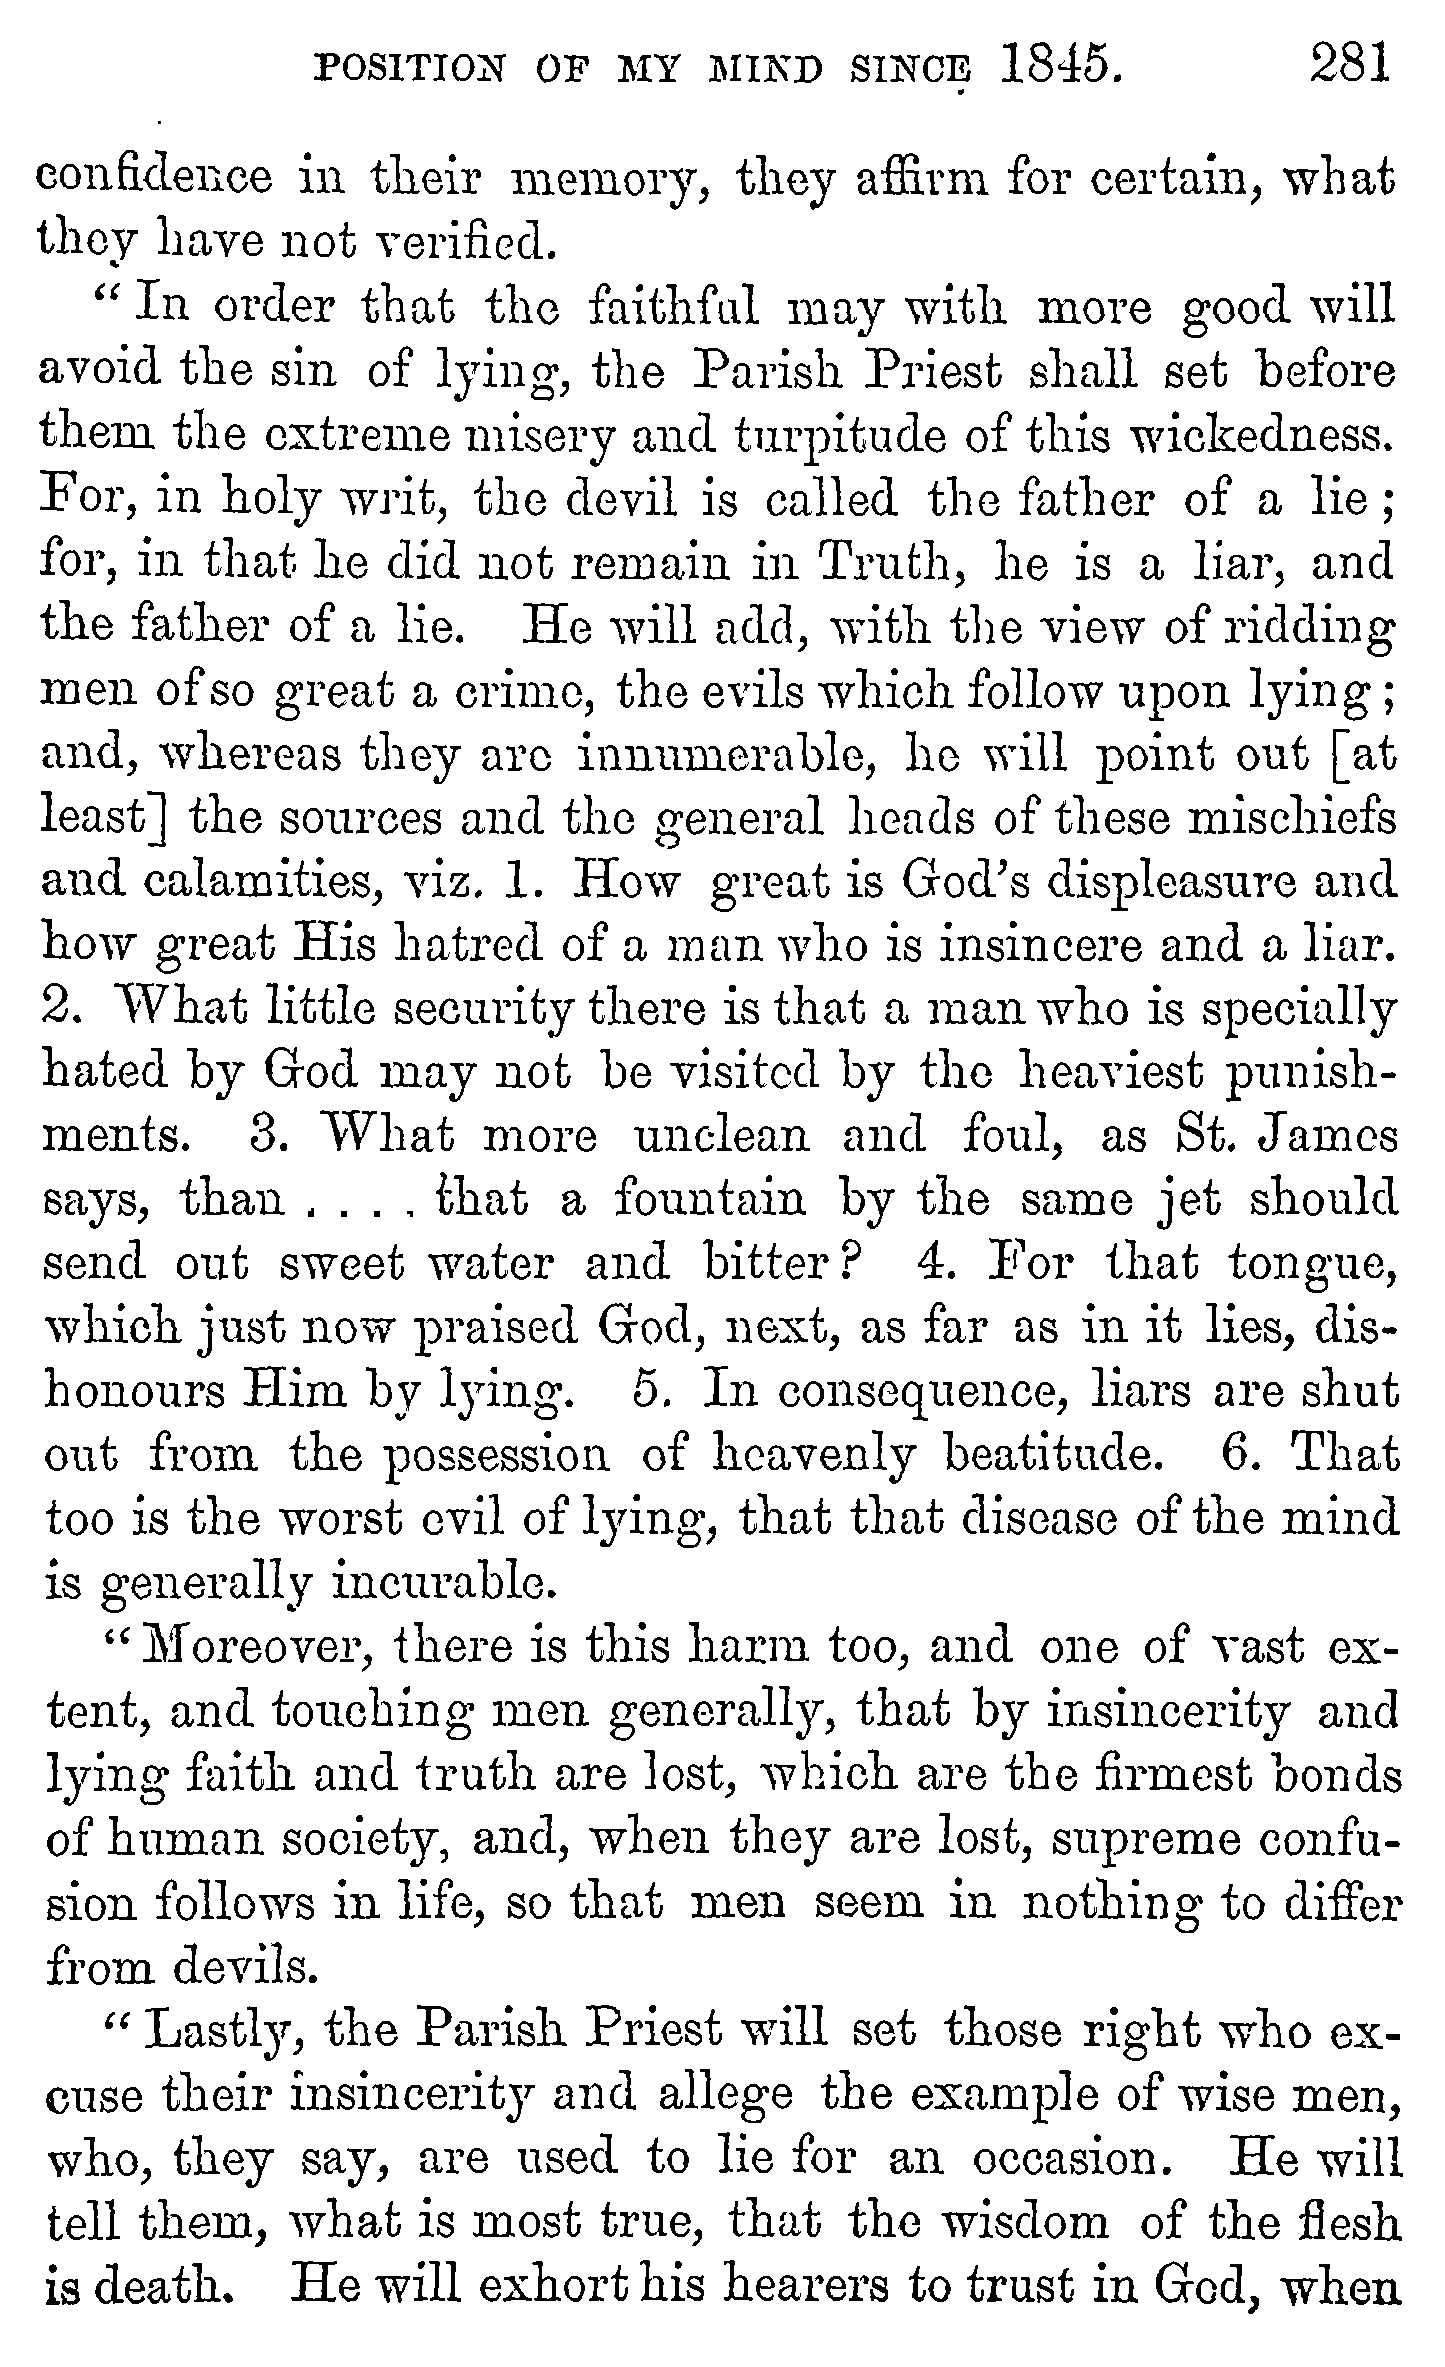 POSITION OF MY MIND SINCE 1845. 281
confidence in their memory, they affirm for certain, what
they have not verified.
“ In order that the faithful may with more good will
avoid the sin of lying, the Parish Priest shall set before
them the extreme misery and turpitude of this wickedness.
For, in holy writ, the devil is called the father of a lie ;
for, in that he did not remain in Truth, he is a liar, and
the father of a lie. He will add, with the view of ridding
men of so great a crime, the evils which follow upon lying ;
and, whereas they are innumerable, he will point out [at
least] the sources and the general heads of these mischiefs
and calamities, viz. 1. How great is God’s displeasure and
how great His hatred of a man who is insincere and a liar.
2. What little security there is that a man who is specially
hated by God may not be visited by the heaviest punish-
ments. 3. What more unclean and foul, as St. James
says, than . . . . that a fountain by the same jet should
send out sweet water and bitter? 4. For that tongue,
which just now praised God, next, as far as in it lies, dis-
honours Him by lying. 5. In consequence, liars are shut
out from the possession of heavenly beatitude. 6. That
too is the worst evil of lying, that that disease of the mind
is generally incurable.
“ Moreover, there is this harm too, and one of vast ex-
tent, and touching men generally, that by insincerity and
lying faith and truth are lost, which are the firmest bonds
of human society, and, when they are lost, supreme confu-
sion follows in life, so that men seem in nothing to differ
from devils.
“ Lastly, the Parish Priest will set those right who ex-
cuse their insincerity and allege the example of wise men,
who, they say, are used to lie for an occasion. He will
tell them, what is most true, that the wisdom of the flesh
is death. He will exhort his hearers to trust in God, when